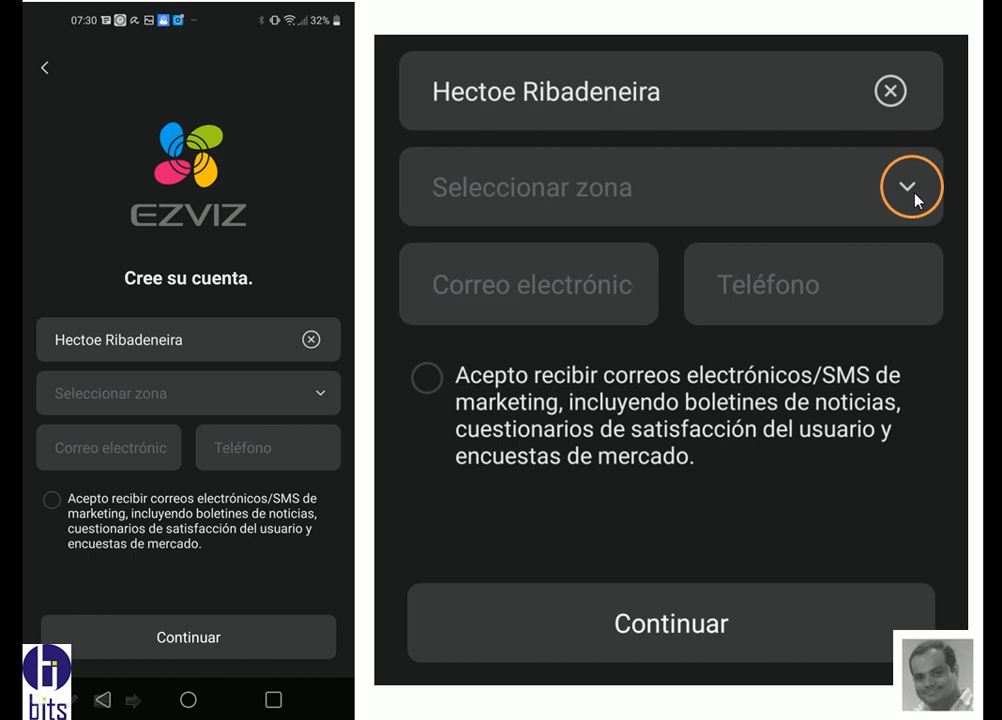 07:30
32%
EZVIZ
Cree su cuenta.
Hectoe Ribadeneira
Seleccionar zona
Correo electrónic
Teléfono
Acepto recibir correos electrónicos/SMS de
marketing, incluyendo boletines de noticias,
cuestionarios de satisfacción del usuario y
encuestas de mercado.
Continuar
hi
bits
Hectoe Ribadeneira
Seleccionar zona
Correo electrónic
Teléfono
Acepto recibir correos electrónicos/SMS de
marketing, incluyendo boletines de noticias,
cuestionarios de satisfacción del usuario y
encuestas de mercado.
Continuar